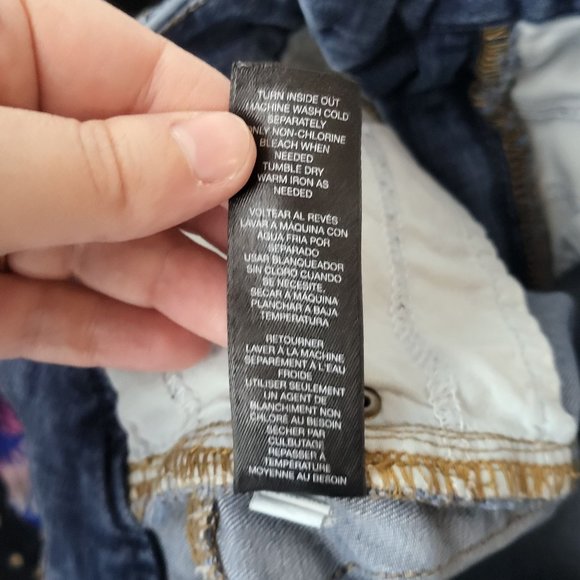 TURN INSIDE OUT
MACHINE WASH COLD
SEPARATELY
ONLY NON-CHLORINE
BLEACH WHEN
NEEDED
TUMBLE DRY
WARM IRON AS
NEEDED
VOLTEAR AL REVÉS
LAVAR A MÁQUINA CON
AGUA FRIA POR
SEPARADO
USAR BLANQUEADOR
SIN CLORO CUANDO
SE NECESITE.
SECAR A MÁQUINA
PLANCHAR A BAJA
TEMPERATURA
RETOURNER
LAVER À LA MACHINE
SÉPARÉMENT À L'EAU
FROIDE
UTILISER SEULEMENT
UN AGENT DE
BLANCHIMENT NON
CHLORÉ AU BESOIN
SÉCHER PAR
CULBUTAGE
REPASSER À
TEMPÉRATURE
MOYENNE AU BESOIN